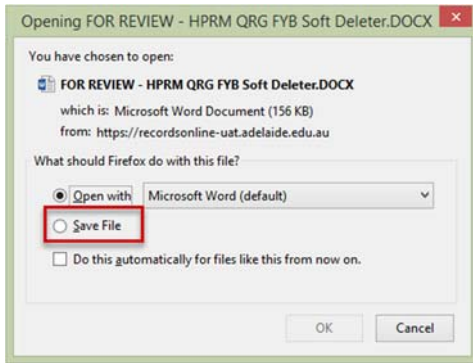 Opening FOR REVIEW - HPRM QRG FYB Soft Deleter.DOCX
You have chosen to open:
FOR REVIEW - HPRM QRG FYB Soft Deleter.DOCX
which is: Microsoft Word Document (156 KB)
from: https://recordsonline-uat.adelaide.edu.au
What should Firefox do with this file?
Open with Microsoft Word (default)
Save File
Do this automatically for files like this from now on.
OK Cancel